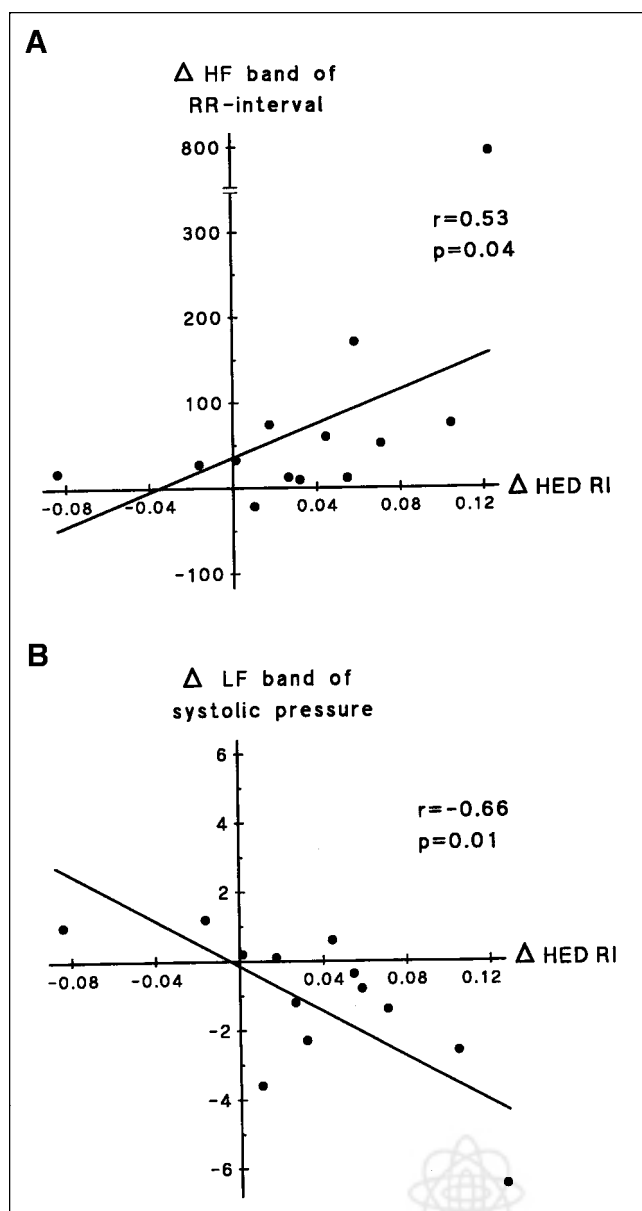 A
Δ HF band of
RR-interval
800
300
r=0.53
p=0.04
200
100
-0.08 -0.04 0.04 0.08 0.12 Δ HED RI
-100
B
Δ LF band of
systolic pressure
6
4
r=-0.66
p=0.01
2
-0.08 -0.04 0.04 0.08 0.12 Δ HED RI
-2
-4
-6